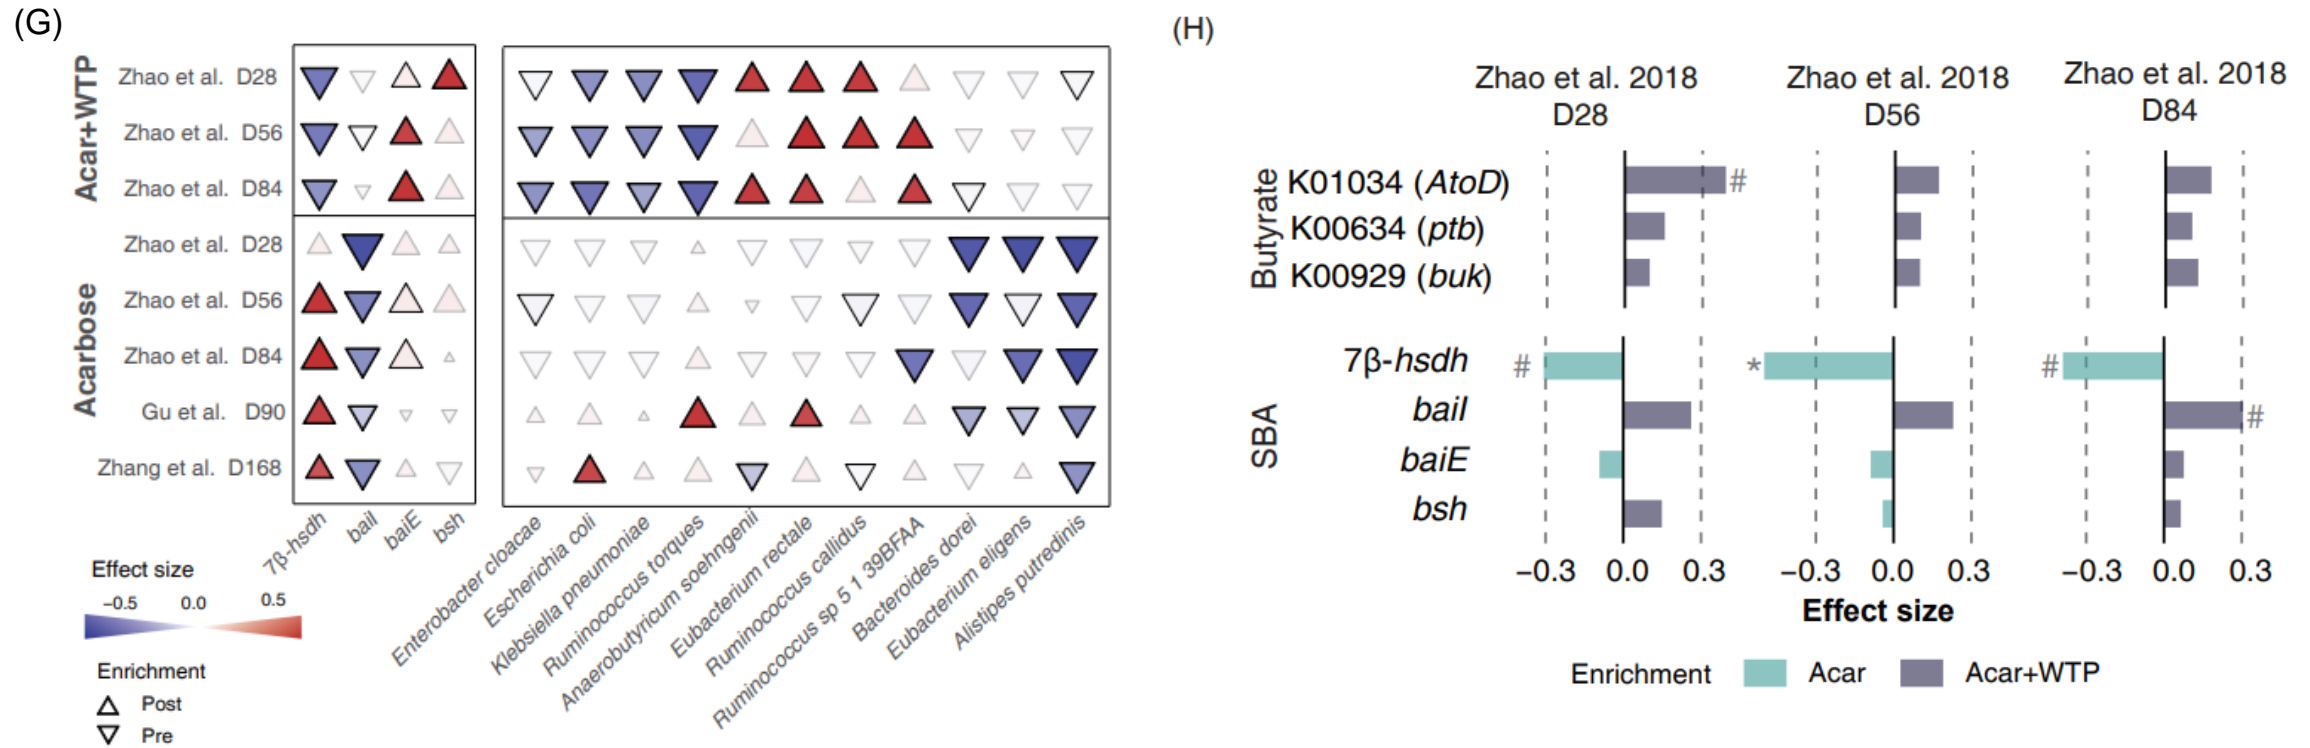 (G)
Acar+WTP
Zhao et al. D28
Zhao et al. D56
Zhao et al. D84
Acarbose
Zhao et al. D28
Zhao et al. D56
Zhao et al. D84
Gu et al. D90
Zhang et al. D168
7β-hsdh
baiI
baiE
bsh
Enterobacter cloacae
Escherichia coli
Klebsiella pneumoniae
Ruminococcus torques
Anaerobutyricum soehngenii
Eubacterium rectale
Ruminococcus callidus
Ruminococcus sp 5 1 39BFAA
Bacteroides dorei
Eubacterium eligens
Alistipes putredinis
Effect size
−0.5 0.0 0.5
Enrichment
Post
Pre
(H)
Zhao et al. 2018
D28
Zhao et al. 2018
D56
Zhao et al. 2018
D84
Butyrate
K01034 (AtoD)
#
K00634 (ptb)
K00929 (buk)
SBA
7β-hsdh
# * #
baiI
#
baiE
bsh
−0.3 0.0 0.3
−0.3 0.0 0.3
−0.3 0.0 0.3
Effect size
Enrichment Acar Acar+WTP